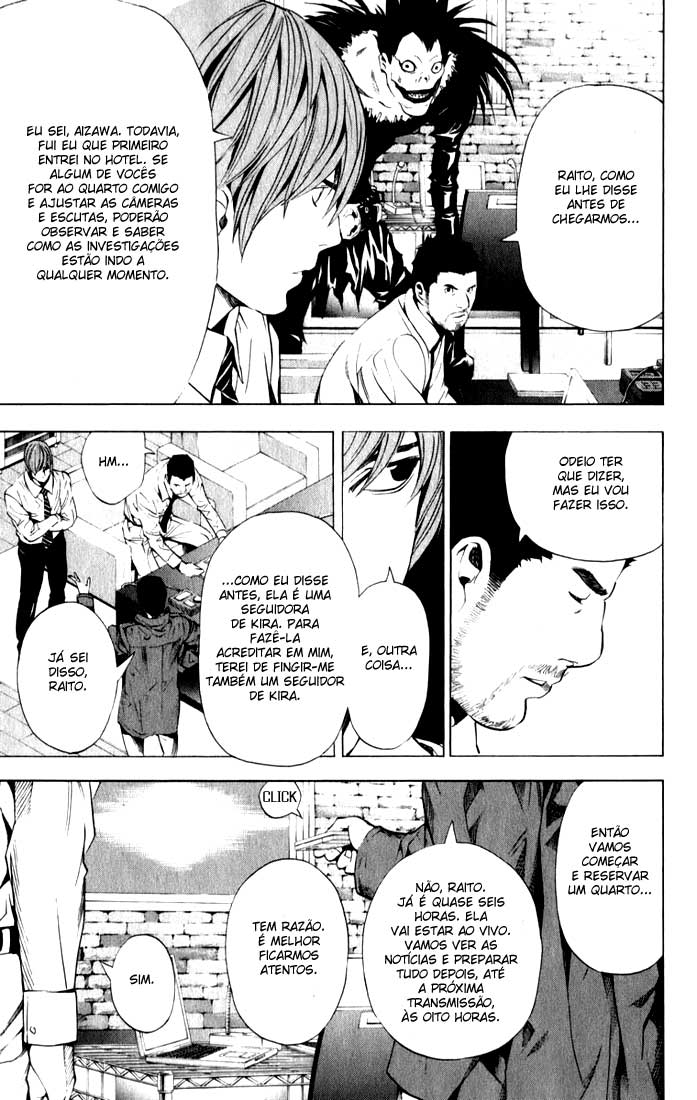 RAITO, COMO
EU LHE DISSE
ANTES DE
CHEGARMOS...
EU SEI, AIZAWA. TODAVIA,
FUI EU QUE PRIMEIRO
ENTREI NO HOTEL. SE
ALGUM DE VOCÊS
FOR AO QUARTO COMIGO
E AJUSTAR AS CÂMERAS
E ESCUTAS, PODERÃO
OBSERVAR E SABER
COMO AS INVESTIGAÇÕES
ESTÃO INDO A
QUALQUER MOMENTO.
ODEIO TER
QUE DIZER,
MAS EU VOU
FAZER ISSO.
E, OUTRA
COISA...
HM...
...COMO EU DISSE
ANTES, ELA É UMA
SEGUIDORA
DE KIRA. PARA
FAZÊ-LA
ACREDITAR EM MIM,
TEREI DE FINGIR-ME
TAMBÉM UM SEGUIDOR
DE KIRA.
JÁ SEI
DISSO,
RAITO.
ENTÃO
VAMOS
COMEÇAR
E RESERVAR
UM QUARTO...
NÃO, RAITO.
JÁ É QUASE SEIS
HORAS. ELA
VAI ESTAR AO VIVO.
VAMOS VER AS
NOTÍCIAS E PREPARAR
TUDO DEPOIS, ATÉ
A PRÓXIMA
TRANSMISSÃO,
ÀS OITO HORAS.
CLICK
TEM RAZÃO.
É MELHOR
FICARMOS
ATENTOS.
SIM.